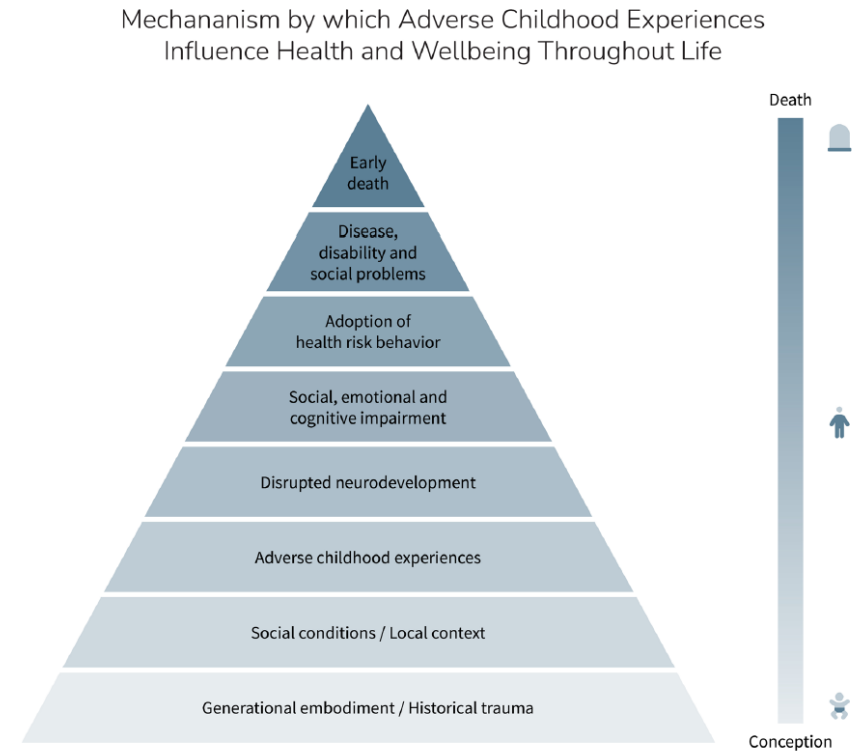 Mechananism by which Adverse Childhood Experiences
Influence Health and Wellbeing Throughout Life
Death
Early
death
Disease,
disability and
social problems
Adoption of
health risk behavior
Social, emotional and
cognitive impairment
Disrupted neurodevelopment
Adverse childhood experiences
Social conditions / Local context
Generational embodiment / Historical trauma
Conception